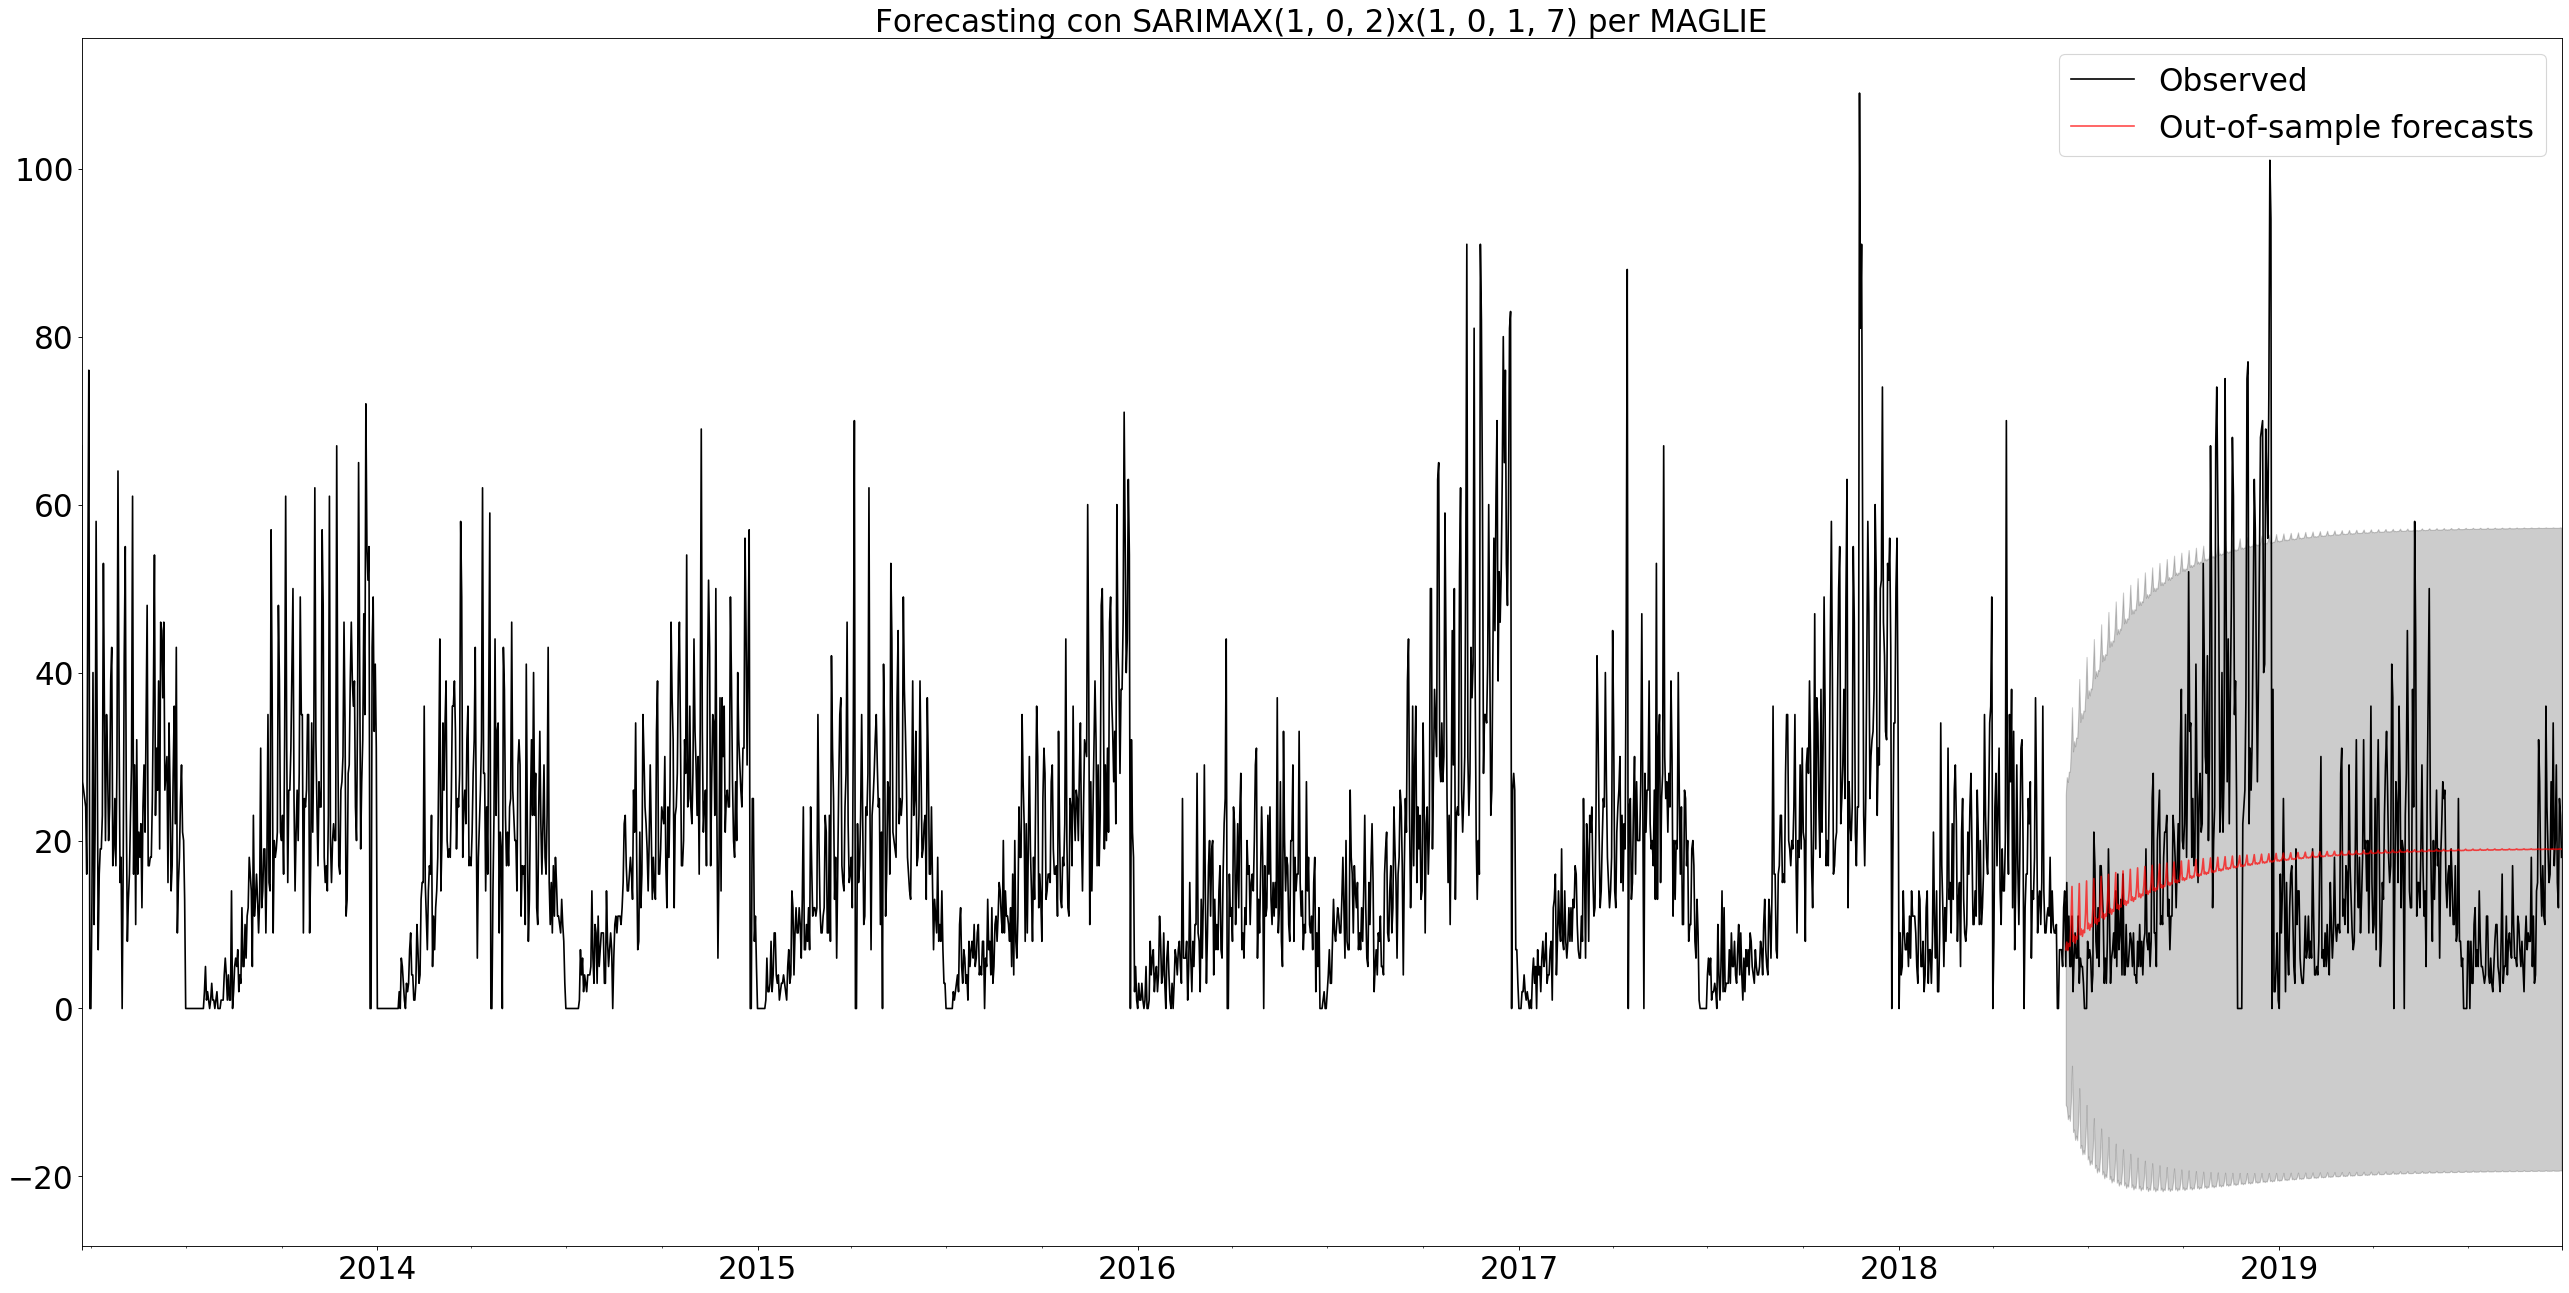 Forecasting con SARIMAX(1, 0, 2)x(1, 0, 1, 7) per MAGLIE
Observed
Out-of-sample forecasts
100
80
60
40
20
0
−20
2014 2015 2016 2017 2018 2019